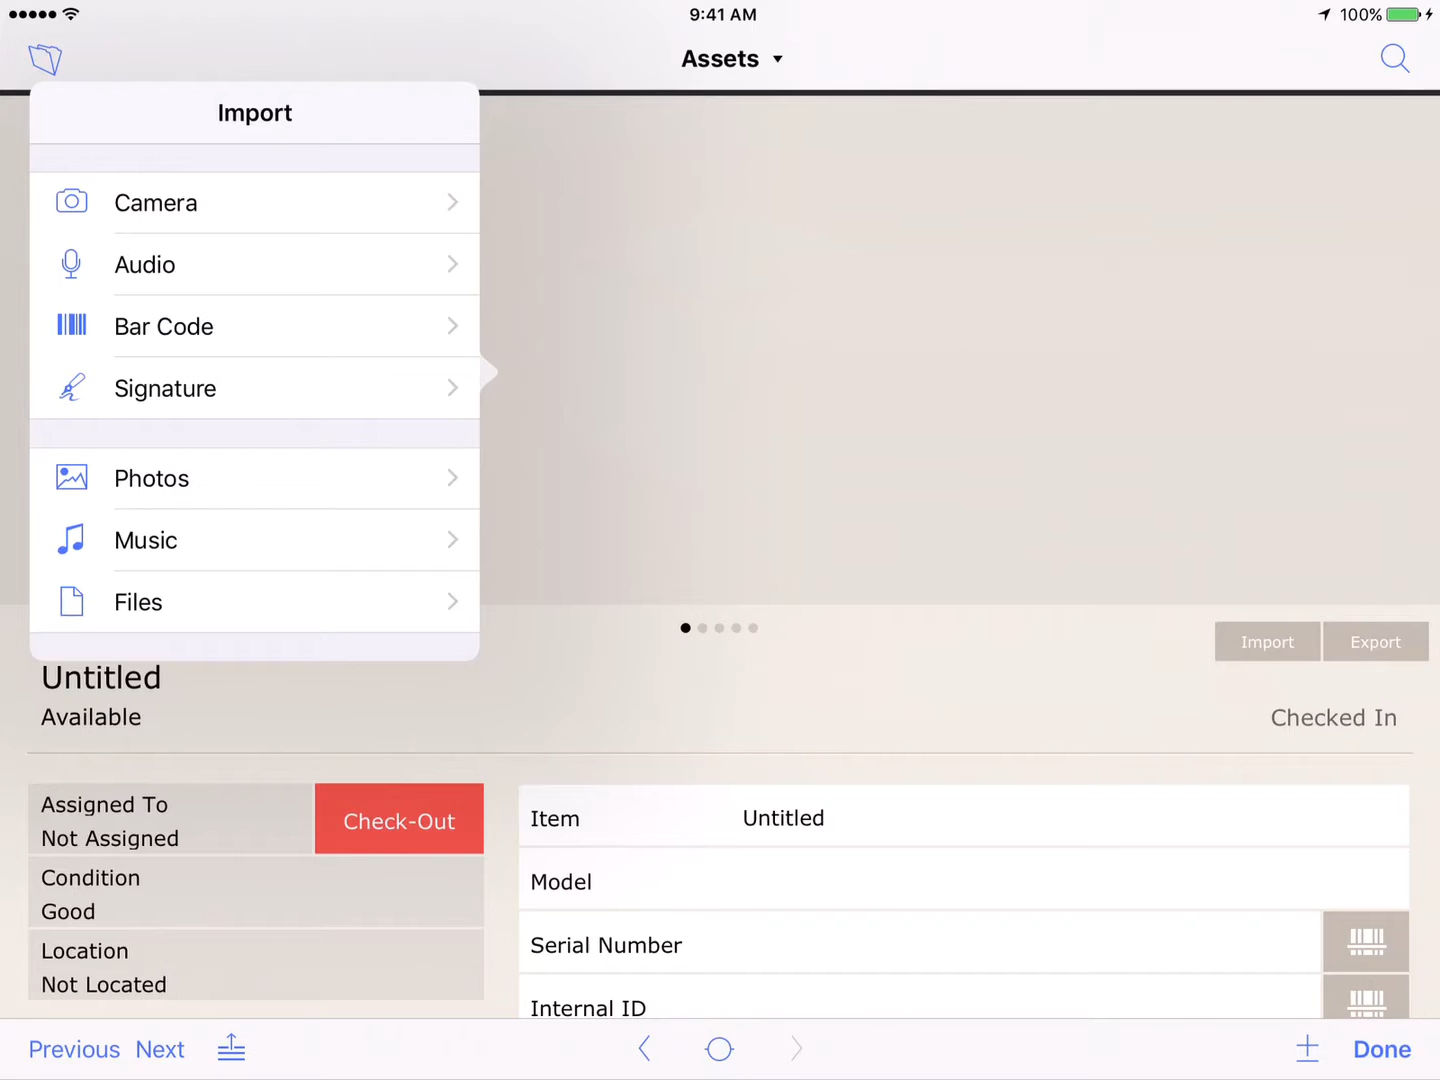 9:41 AM
100%
Assets
Import
Camera
Audio
Bar Code
Signature
Photos
Music
Files
Import
Export
Untitled
Available
Checked In
Assigned To
Not Assigned
Check-Out
Condition
Good
Location
Not Located
Item
Untitled
Model
Serial Number
Internal ID
Previous
Next
Done